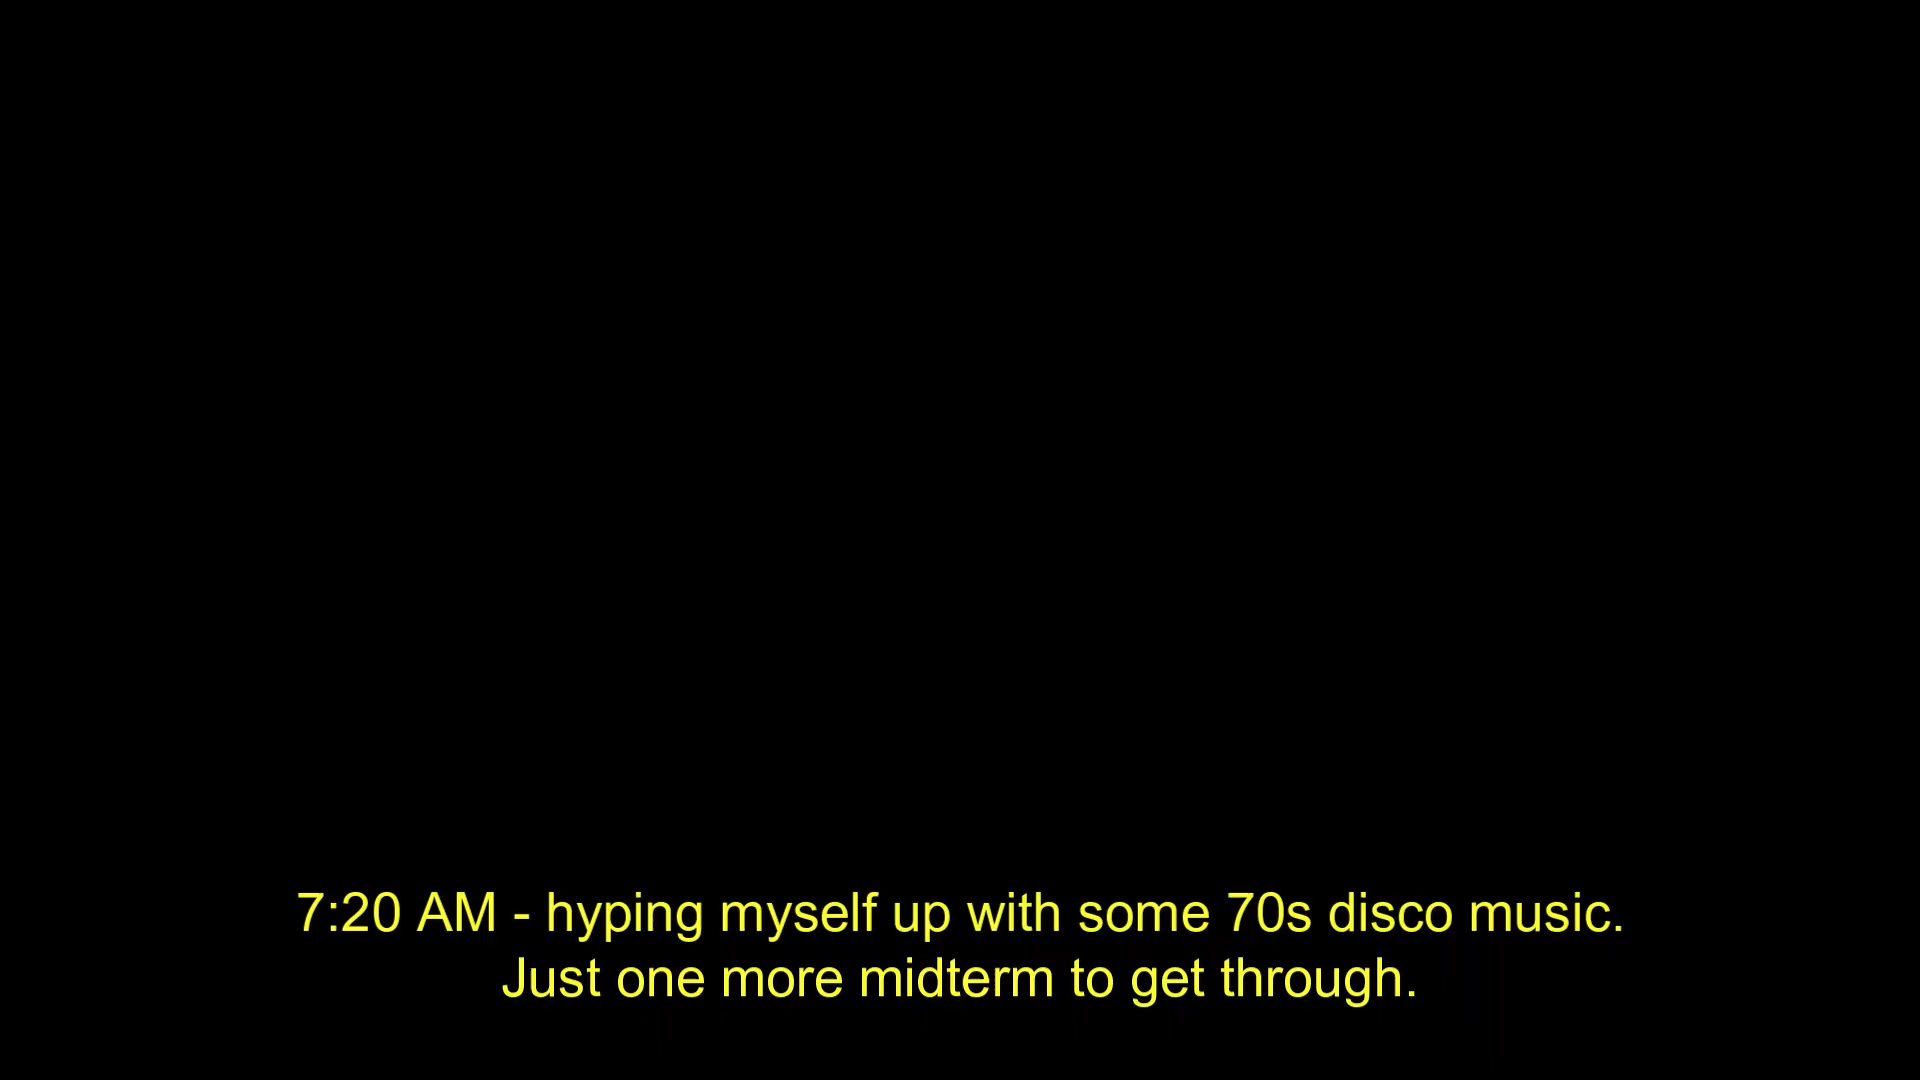 7:20 AM - hyping myself up with some 70s disco music.
Just one more midterm to get through.